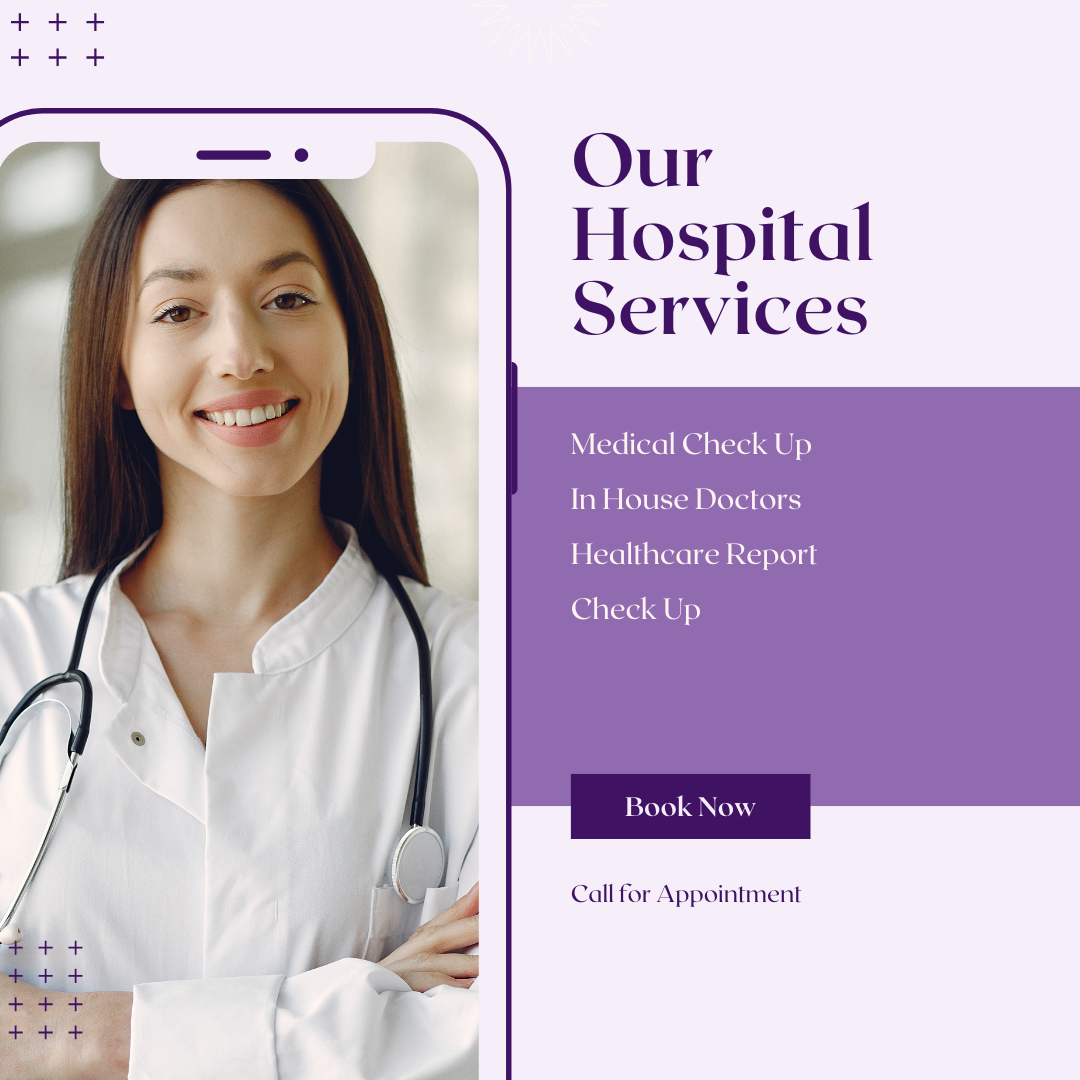 Our
Hospital
Services
Medical Check Up
In House Doctors
Healthcare Report
Check Up
Book Now
Call for Appointment